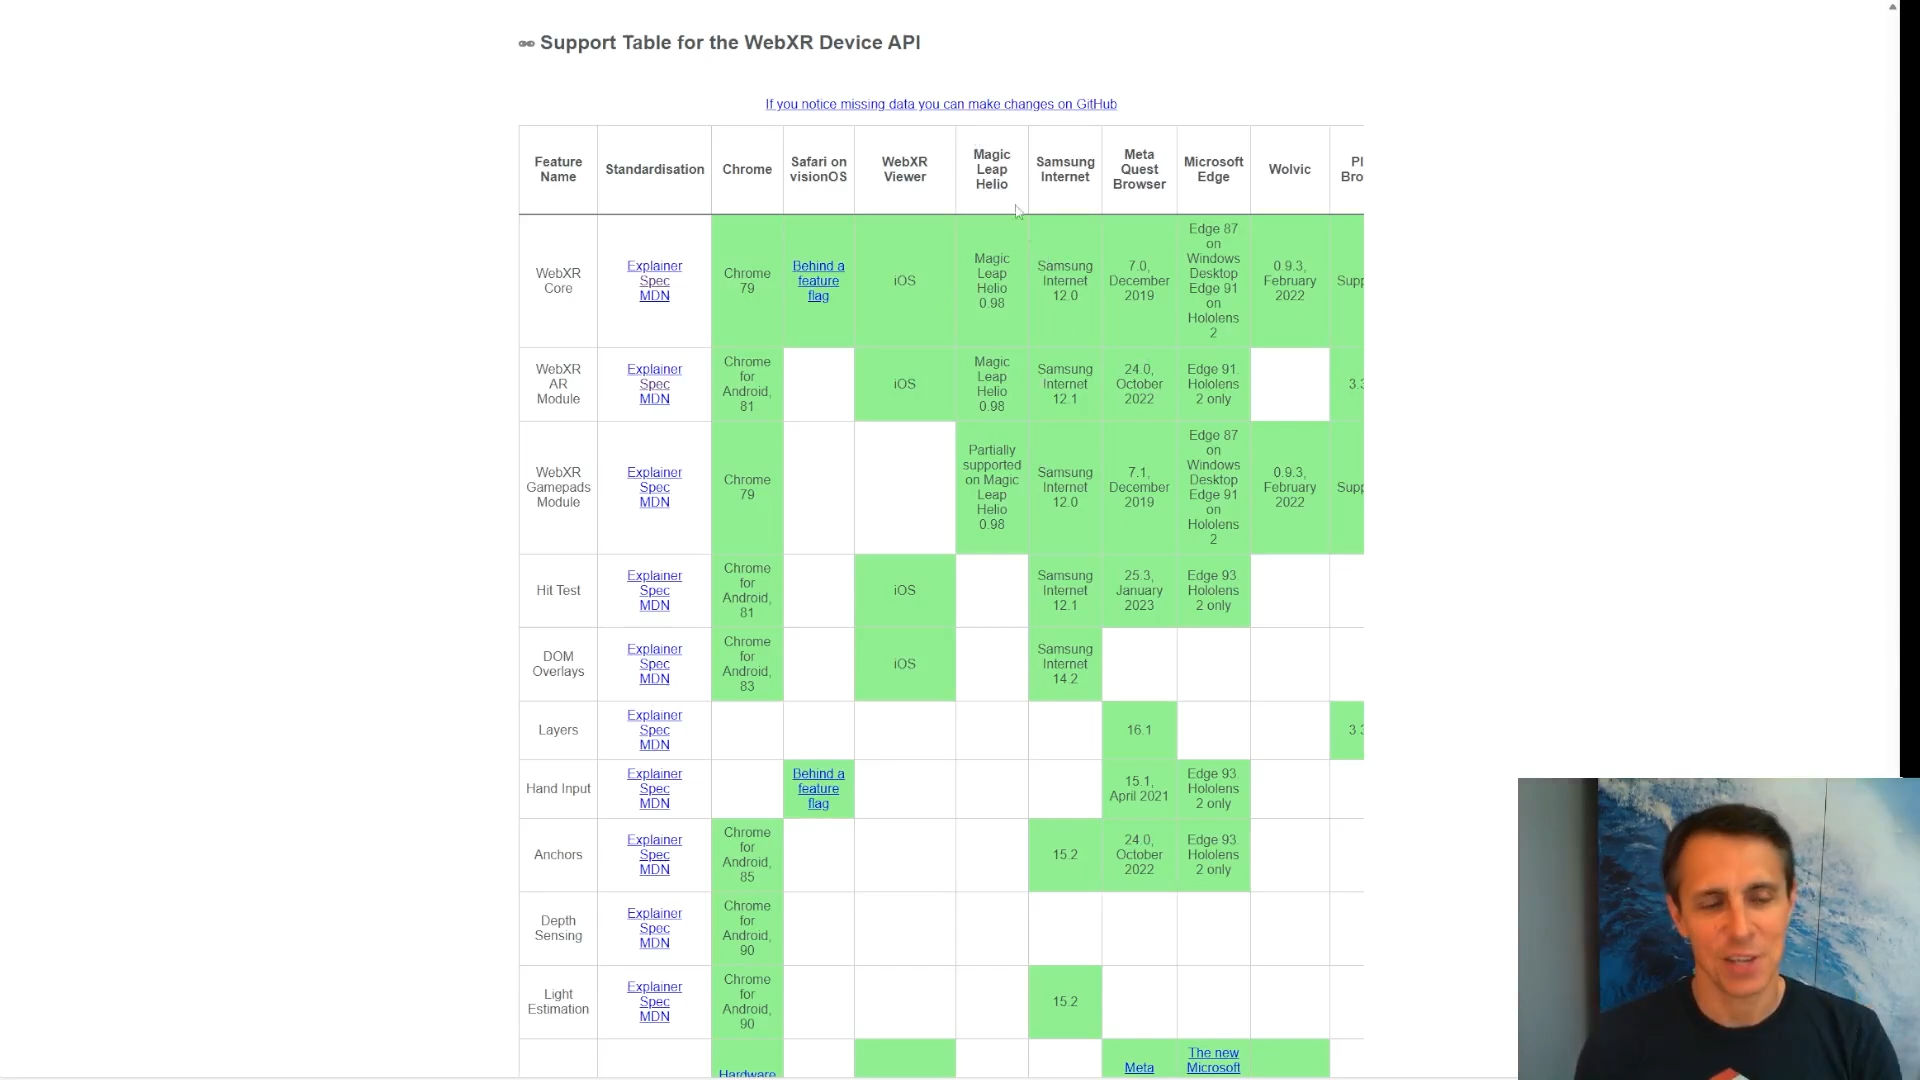 Support Table for the WebXR Device API
If you notice missing data you can make changes on GitHub
Feature
Name
Standardisation
Chrome
Safari on
visionOS
WebXR
Viewer
Magic
Leap
Helio
Samsung
Internet
Meta
Quest
Browser
Microsoft
Edge
Wolvic
WebXR
Core
Explainer
Spec
MDN
Chrome
79
Behind a
feature
flag
iOS
Magic
Leap
Helio
0.98
Samsung
Internet
12.0
7.0,
December
2019
Edge 87
on
Windows
Desktop
Edge 91
on
Hololens
2
0.9.3,
February
2022
WebXR
AR
Module
Explainer
Spec
MDN
Chrome
for
Android,
81
iOS
Magic
Leap
Helio
0.98
Samsung
Internet
12.1
24.0,
October
2022
Edge 91.
Hololens
2 only
WebXR
Gamepads
Module
Explainer
Spec
MDN
Chrome
79
Partially
supported
on Magic
Leap
Helio
0.98
Samsung
Internet
12.0
7.1,
December
2019
Edge 87
on
Windows
Desktop
Edge 91
on
Hololens
2
0.9.3,
February
2022
Hit Test
Explainer
Spec
MDN
Chrome
for
Android,
81
iOS
Samsung
Internet
12.1
25.3,
January
2023
Edge 93.
Hololens
2 only
DOM
Overlays
Explainer
Spec
MDN
Chrome
for
Android,
83
iOS
Samsung
Internet
14.2
Layers
Explainer
Spec
MDN
16.1
Hand Input
Explainer
Spec
MDN
Behind a
feature
flag
15.1,
April 2021
Edge 93.
Hololens
2 only
Anchors
Explainer
Spec
MDN
Chrome
for
Android,
85
15.2
24.0,
October
2022
Edge 93.
Hololens
2 only
Depth
Sensing
Explainer
Spec
MDN
Chrome
for
Android,
90
Light
Estimation
Explainer
Spec
MDN
Chrome
for
Android,
90
15.2
Hardware
Meta
The new
Microsoft